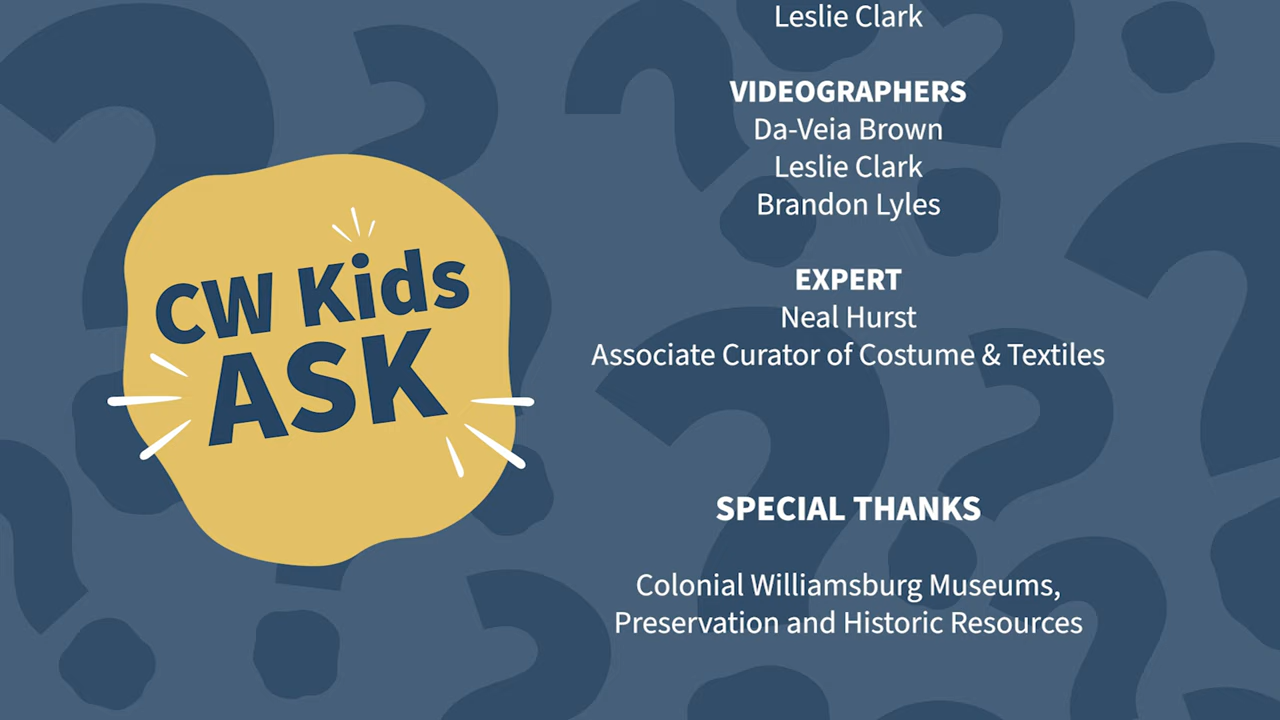 CW Kids
ASK
Leslie Clark
VIDEOGRAPHERS
Da-Veia Brown
Leslie Clark
Brandon Lyles
EXPERT
Neal Hurst
Associate Curator of Costume & Textiles
SPECIAL THANKS
Colonial Williamsburg Museums,
Preservation and Historic Resources